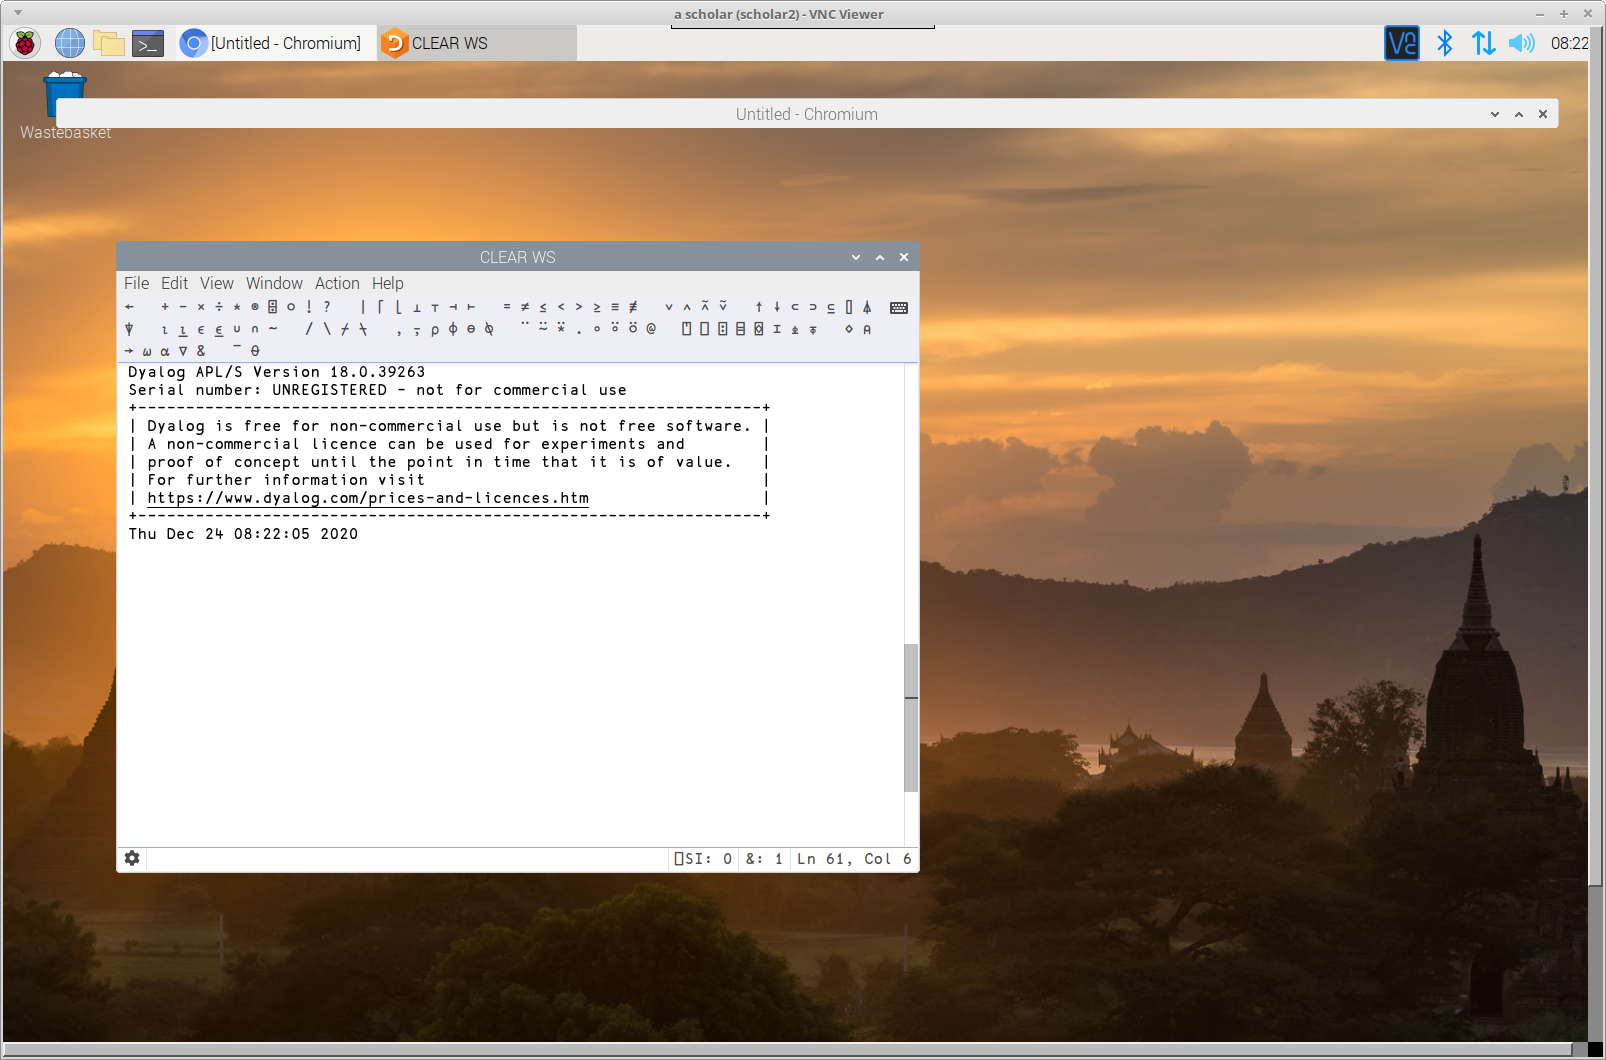 a scholar (scholar2) - VNC Viewer
[Untitled - Chromium]
CLEAR WS
08:22
Wastebasket
Untitled - Chromium
CLEAR WS
File Edit View Window Action Help
← + - × ÷ * ⍟ ⌹ ○ ! ? | ⌈ ⌊ ⊥ ⊤ ⊣ ⊢ = ≠ ≤ < > ≥ ≡ ≢ ∨ ∧ ⍲ ⍱ ↑ ↓ ⊂ ⊃ ⊆ ⌷ ⍋
⍒ ⍳ ⍸ ∊ ⍷ ∪ ∩ ~ / \ ⌿ ⍀ , ⍪ ⍴ ⌽ ⊖ ⍉ ¨ ⍨ ⍣ . ∘ ⍤ ⍥ @ ⍞ ⎕ ⍠ ⌸ ⌺ ⌶ ⍎ ⍕ ⋄ ⍝
→ ⍵ ⍺ ∇ & ¯ ⍬
Dyalog APL/S Version 18.0.39263
Serial number: UNREGISTERED - not for commercial use
+-----------------------------------------------------------------+
| Dyalog is free for non-commercial use but is not free software. |
| A non-commercial licence can be used for experiments and        |
| proof of concept until the point in time that it is of value.   |
| For further information visit                                   |
| https://www.dyalog.com/prices-and-licences.htm                  |
+-----------------------------------------------------------------+
Thu Dec 24 08:22:05 2020
⎕SI: 0 &: 1 Ln 61, Col 6